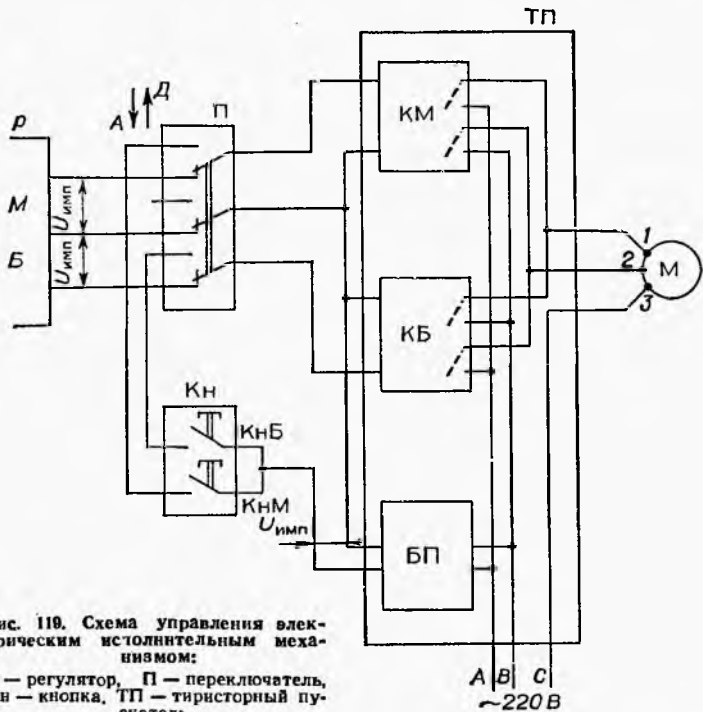 ТП
А
Д
П
Р
М
Б
Uимп
Uимп
КМ
КБ
1
2
3
М
Кн
КнБ
КнМ
Uимп
БП
А В С
~220 В
ис. 110. Схема управления элек-
рическим исполнительным меха-
низмом:
— регулятор, П — переключатель,
н — кнопка, ТП — тиристорный пу-